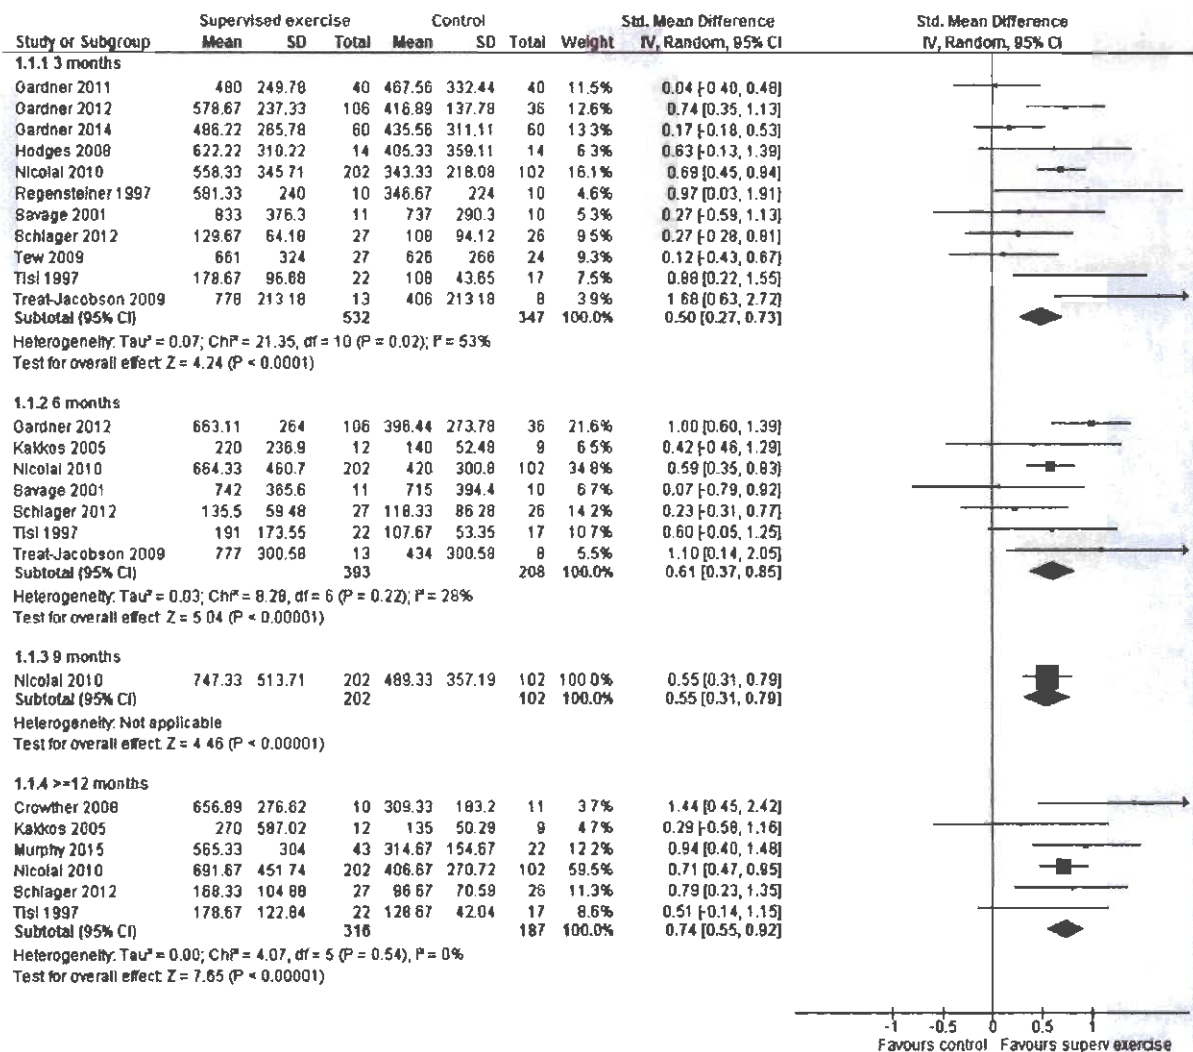 Supervised exercise Control Std. Mean Difference Std. Mean Difference
Study or Subgroup Mean SD Total Mean SD Total Weight IV, Random, 95% CI IV, Random, 95% CI
1.1.1 3 months
Gardner 2011 480 249.78 40 467.56 332.44 40 11.5% 0.04 [-0.40, 0.48]
Gardner 2012 578.67 237.33 106 416.89 137.78 36 12.6% 0.74 [0.35, 1.13]
Gardner 2014 486.22 265.78 60 435.56 311.11 60 13.3% 0.17 [-0.18, 0.53]
Hodges 2008 622.22 310.22 14 405.33 359.11 14 6.3% 0.63 [-0.13, 1.39]
Nicolai 2010 558.33 345.71 202 343.33 218.08 102 16.1% 0.69 [0.45, 0.94]
Regensteiner 1997 581.33 240 10 346.67 224 10 4.6% 0.97 [0.03, 1.91]
Savage 2001 833 376.3 11 737 290.3 10 5.3% 0.27 [-0.59, 1.13]
Schlager 2012 129.67 64.18 27 108 94.12 26 9.5% 0.27 [-0.28, 0.81]
Tew 2009 661 324 27 626 266 24 9.3% 0.12 [-0.43, 0.67]
Tisi 1997 178.67 96.88 22 108 43.65 17 7.5% 0.88 [0.22, 1.55]
Treat-Jacobson 2009 778 213.18 13 406 213.18 8 3.9% 1.68 [0.63, 2.72]
Subtotal (95% CI) 532 347 100.0% 0.50 [0.27, 0.73]
Heterogeneity: Tau² = 0.07; Chi² = 21.35, df = 10 (P = 0.02); I² = 53%
Test for overall effect: Z = 4.24 (P < 0.0001)
1.1.2 6 months
Gardner 2012 663.11 264 106 396.44 273.78 36 21.6% 1.00 [0.60, 1.39]
Kakkos 2005 220 236.9 12 140 52.48 9 6.5% 0.42 [-0.46, 1.29]
Nicolai 2010 664.33 460.7 202 420 300.8 102 34.8% 0.59 [0.35, 0.83]
Savage 2001 742 365.6 11 715 394.4 10 6.7% 0.07 [-0.79, 0.92]
Schlager 2012 135.5 59.48 27 118.33 86.28 26 14.2% 0.23 [-0.31, 0.77]
Tisi 1997 191 173.55 22 107.67 53.35 17 10.7% 0.60 [-0.05, 1.25]
Treat-Jacobson 2009 777 300.58 13 434 300.58 8 5.5% 1.10 [0.14, 2.05]
Subtotal (95% CI) 393 208 100.0% 0.61 [0.37, 0.85]
Heterogeneity: Tau² = 0.03; Chi² = 8.28, df = 6 (P = 0.22); I² = 28%
Test for overall effect: Z = 5.04 (P < 0.00001)
1.1.3 9 months
Nicolai 2010 747.33 513.71 202 489.33 357.19 102 100.0% 0.55 [0.31, 0.79]
Subtotal (95% CI) 202 102 100.0% 0.55 [0.31, 0.79]
Heterogeneity: Not applicable
Test for overall effect: Z = 4.46 (P < 0.00001)
1.1.4 >=12 months
Crowther 2008 656.89 276.82 10 309.33 183.2 11 3.7% 1.44 [0.45, 2.42]
Kakkos 2005 270 587.02 12 135 50.29 9 4.7% 0.29 [-0.58, 1.16]
Murphy 2015 565.33 304 43 314.67 154.67 22 12.2% 0.94 [0.40, 1.48]
Nicolai 2010 691.67 451.74 202 406.67 270.72 102 59.5% 0.71 [0.47, 0.95]
Schlager 2012 168.33 104.88 27 96.67 70.59 26 11.3% 0.79 [0.23, 1.35]
Tisi 1997 178.67 122.84 22 128.67 42.04 17 8.6% 0.51 [-0.14, 1.15]
Subtotal (95% CI) 316 187 100.0% 0.74 [0.55, 0.92]
Heterogeneity: Tau² = 0.00; Chi² = 4.07, df = 5 (P = 0.54); I² = 0%
Test for overall effect: Z = 7.65 (P < 0.00001)
-1 -0.5 0 0.5 1
Favours control Favours superv exercise